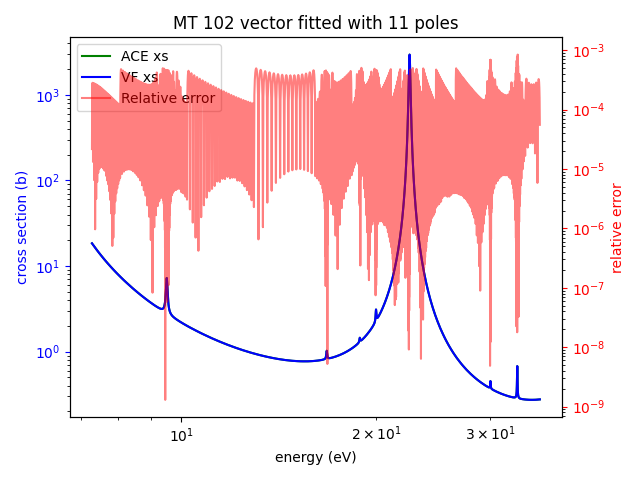 MT 102 vector fitted with 11 poles
ACE xs
VF xs
Relative error
cross section (b)
10³
10²
10¹
10⁰
10⁻³
10⁻⁴
10⁻⁵
10⁻⁶
10⁻⁷
10⁻⁸
10⁻⁹
relative error
10¹
2 × 10¹
3 × 10¹
energy (eV)